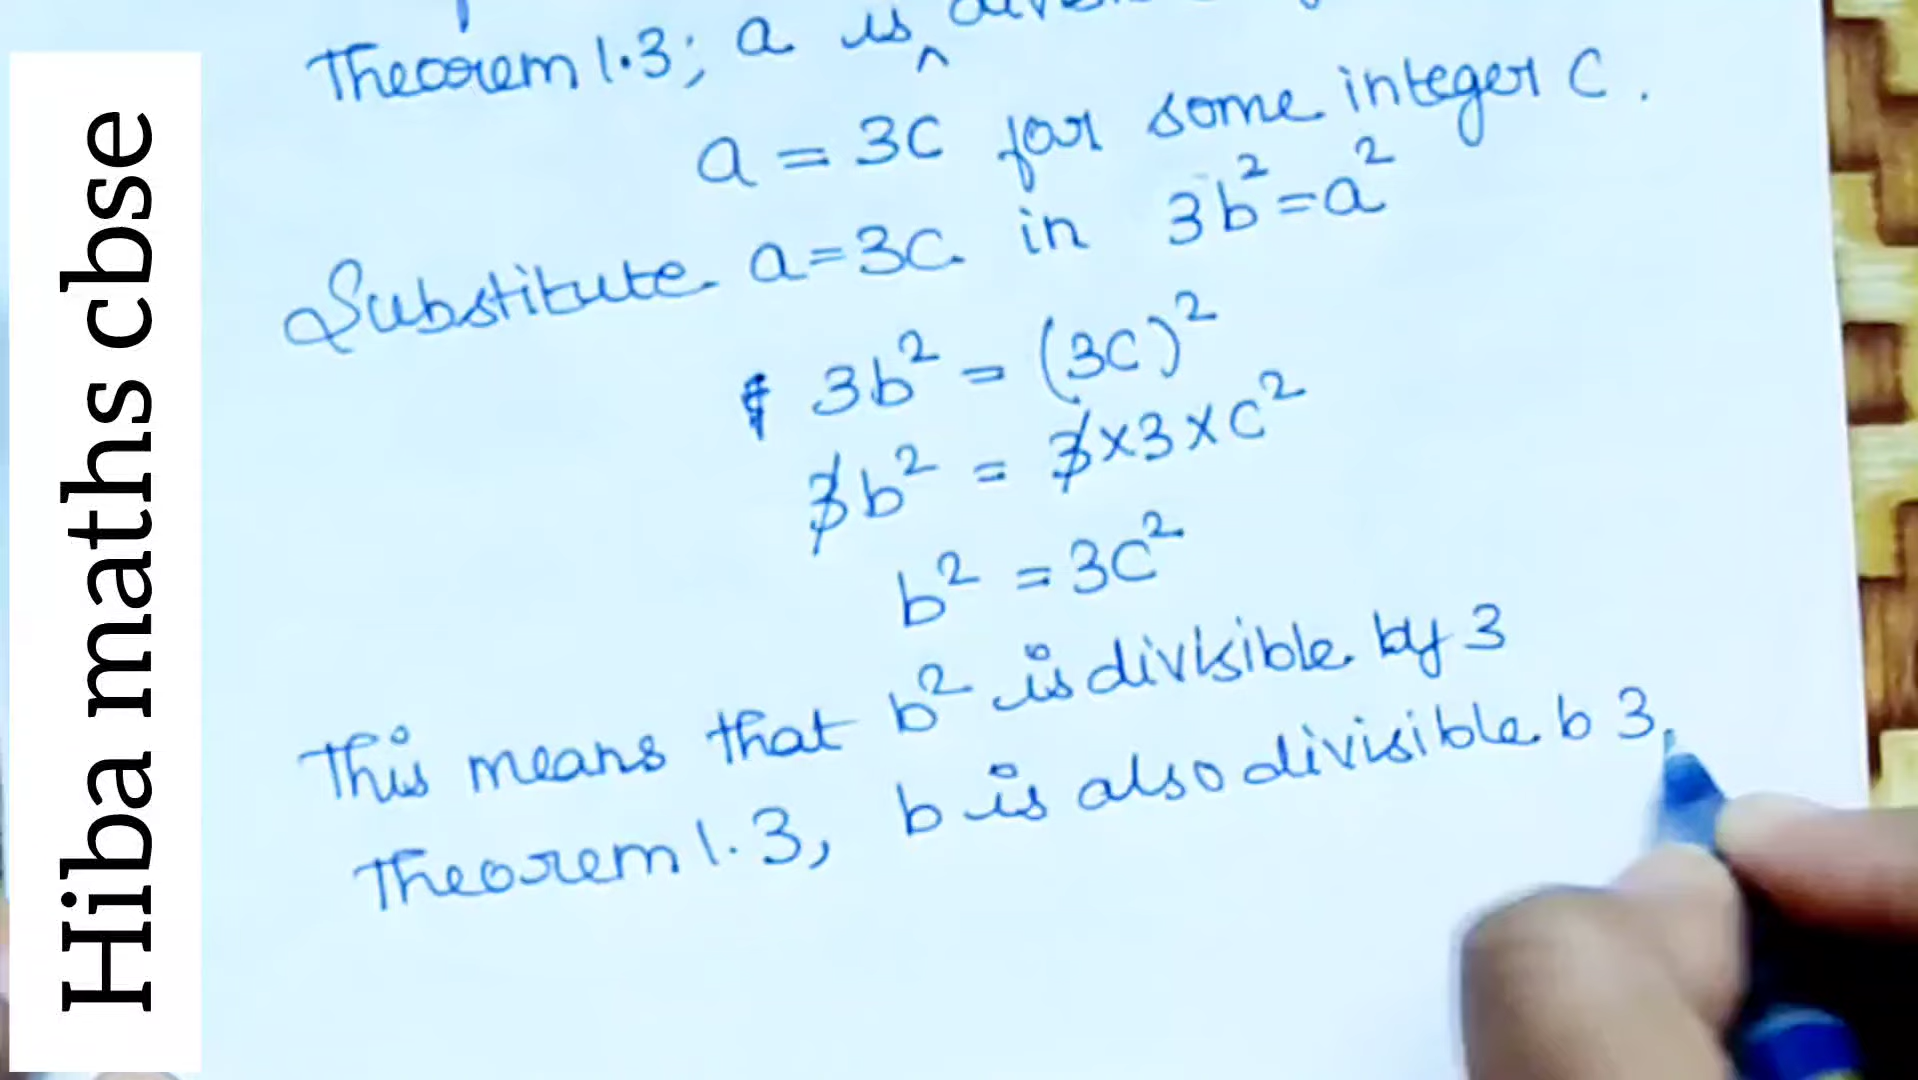 Hiba maths cbse
Theorem 1.3; a is
a = 3c for some integer c.
Substitute a=3c in 3b²=a²
3b² = (3c)²
3b² = 3×3×c²
b² = 3c²
This means that b² is divisible by 3
Theorem 1.3, b is also divisible b 3.